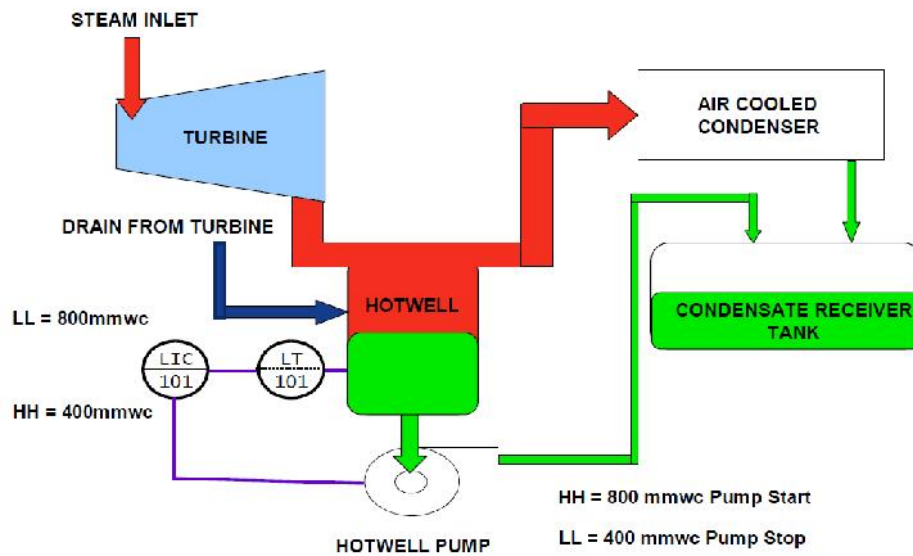 STEAM INLET
TURBINE
AIR COOLED
CONDENSER
DRAIN FROM TURBINE
HOTWELL
LL = 800mmwc
CONDENSATE RECEIVER
TANK
LIC
101
LT
101
HH = 400mmwc
HH = 800 mmwc Pump Start
LL = 400 mmwc Pump Stop
HOTWELL PUMP